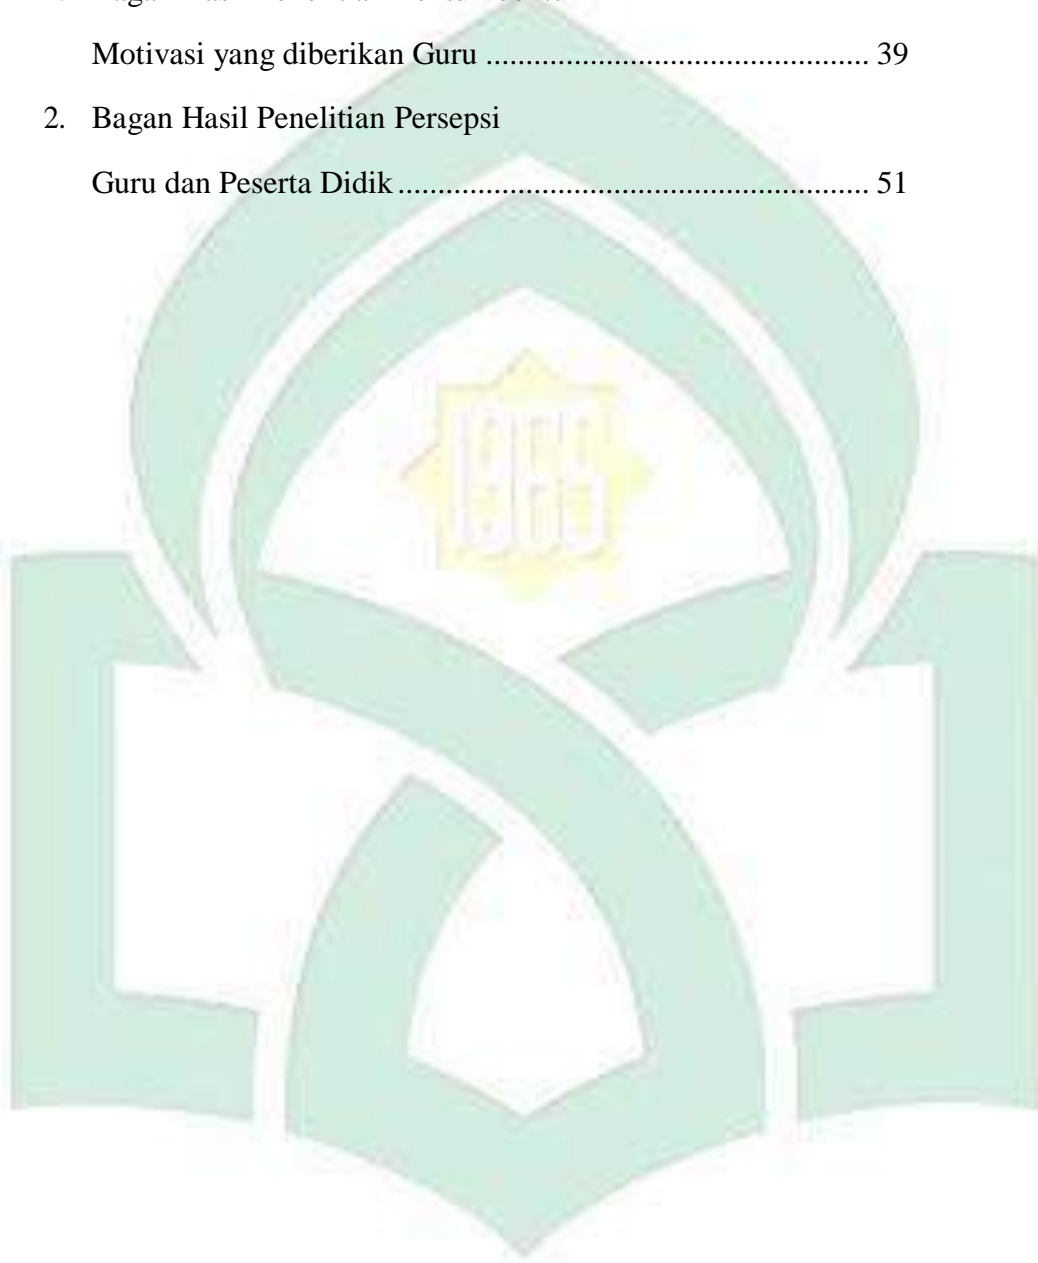 Motivasi yang diberikan Guru ................................................ 39
2. Bagan Hasil Penelitian Persepsi
Guru dan Peserta Didik ........................................................... 51